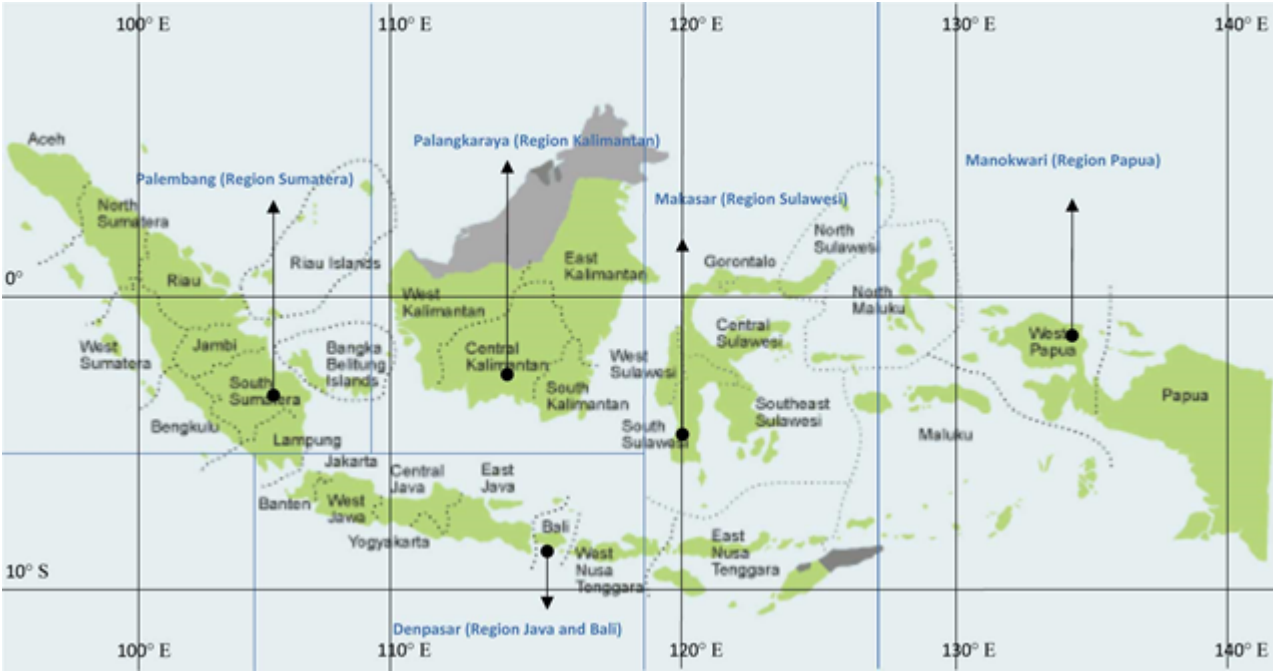 100° E
110° E
120° E
130° E
140° E
Aceh
Palangkaraya (Region Kalimantan)
Manokwari (Region Papua)
Palembang (Region Sumatera)
Makasar (Region Sulawesi)
North
Sumatera
North
Sulawesi
Riau Islands
East
Kalimantan
Gorontalo
0°
Riau
West
Kalimantan
North
Maluku
Jambi
West
Sumatera
Bangka
Belitung
Islands
Central
Kalimantan
West
Sulawesi
Central
Sulawesi
West
Papua
South
Sumatera
South
Kalimantan
Southeast
Sulawesi
Papua
Bengkulu
Lampung
South
Sulawesi
Maluku
Jakarta
Central
Java
East
Java
Banten
West
Jawa
Yogyakarta
Bali
West
Nusa
Tenggara
East
Nusa
Tenggara
10° S
Denpasar (Region Java and Bali)
100° E
110° E
120° E
130° E
140° E